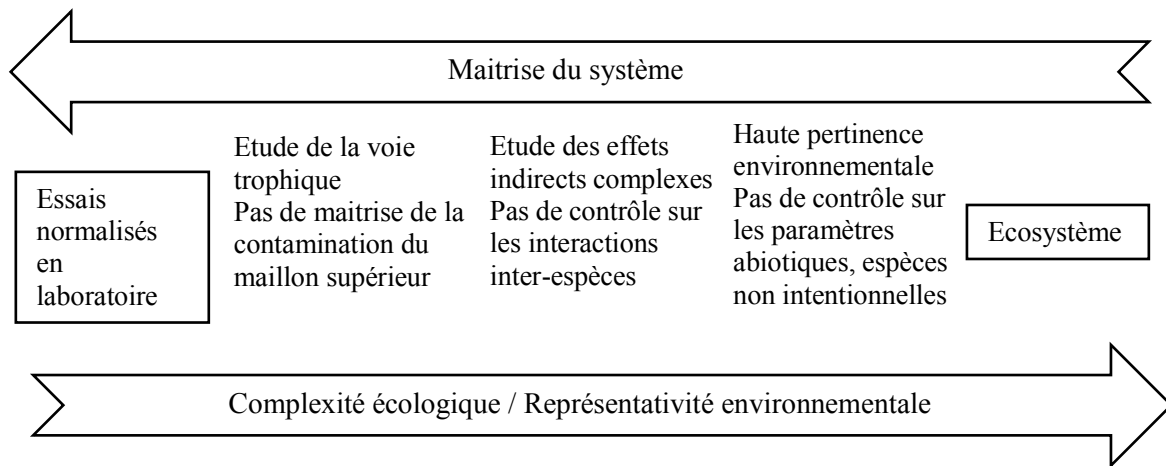 Maitrise du système
Essais
normalisés
en
laboratoire
Etude de la voie
trophique
Pas de maitrise de la
contamination du
maillon supérieur
Etude des effets
indirects complexes
Pas de contrôle sur
les interactions
inter-espèces
Haute pertinence
environnementale
Pas de contrôle sur
les paramètres
abiotiques, espèces
non intentionnelles
Ecosystème
Complexité écologique / Représentativité environnementale